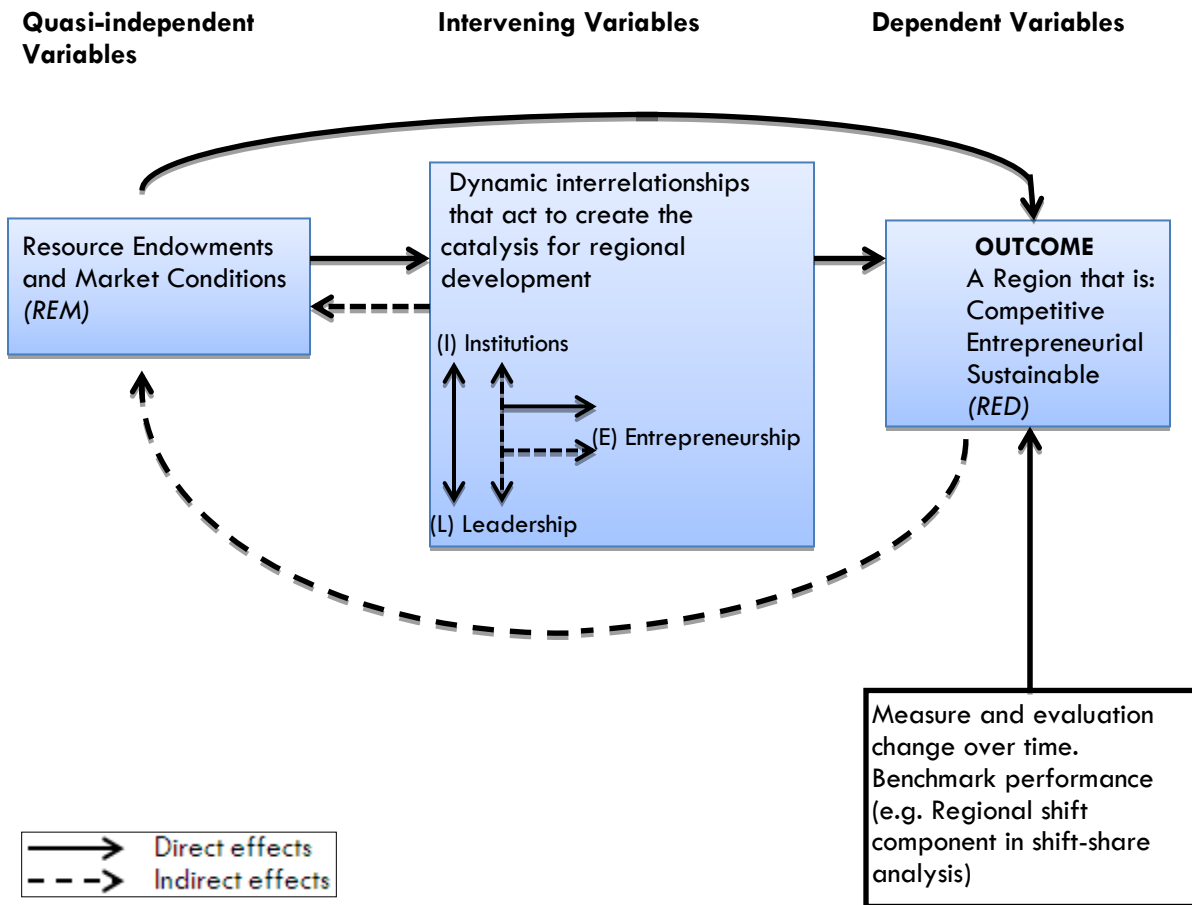 Quasi-independent
Variables
Intervening Variables
Dependent Variables
Resource Endowments
and Market Conditions
(REM)
Dynamic interrelationships
that act to create the
catalysis for regional
development
(I) Institutions
(E) Entrepreneurship
(L) Leadership
OUTCOME
A Region that is:
Competitive
Entrepreneurial
Sustainable
(RED)
Measure and evaluation
change over time.
Benchmark performance
(e.g. Regional shift
component in shift-share
analysis)
Direct effects
Indirect effects